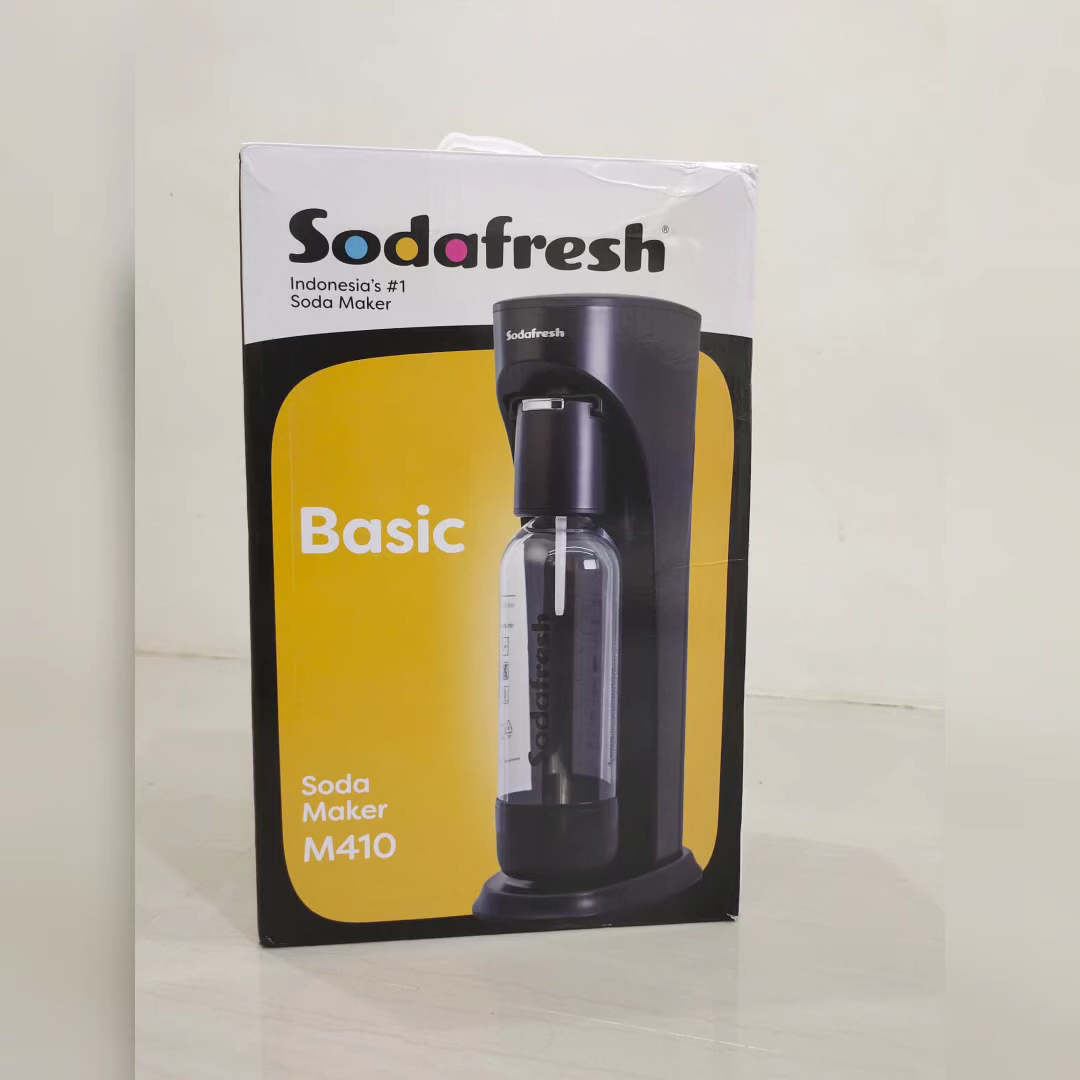 Sodafresh®
Indonesia's #1
Soda Maker
Sodafresh
Basic
Sodafresh
Soda
Maker
M410